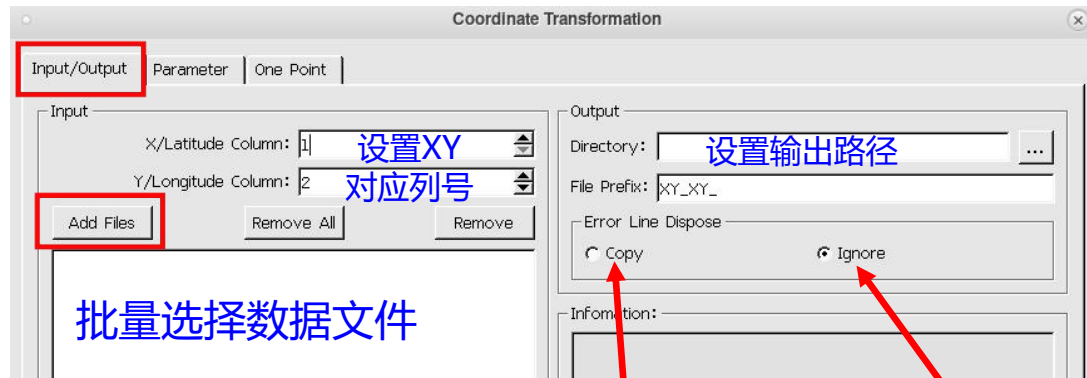 Coordinate Transformation
Input/Output
Parameter
One Point
Input
X/Latitude Column: 1
设置XY
Y/Longitude Column: 2
对应列号
Add Files
Remove All
Remove
批量选择数据文件
Output
Directory:
设置输出路径
...
File Prefix: XY_XY_
Error Line Dispose
Copy
Ignore
Infomation: